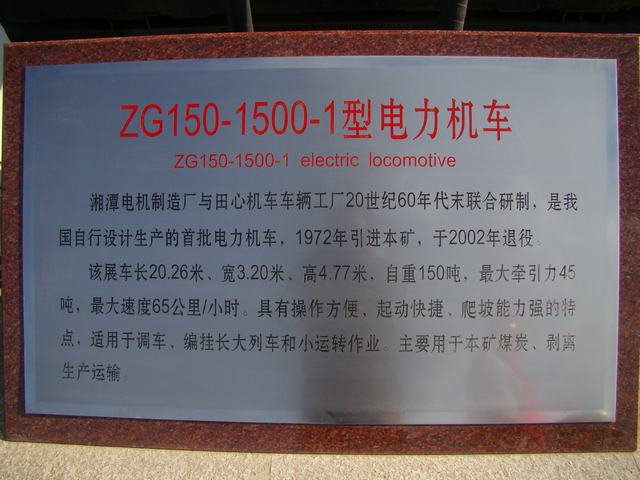 ZG150-1500-1型电力机车
ZG150-1500-1 electric locomotive
湘潭电机制造厂与田心机车车辆工厂20世纪60年代末联合研制，是我
国自行设计生产的首批电力机车，1972年引进本矿，于2002年退役。
该展车长20.26米、宽3.20米、高4.77米，自重150吨，最大牵引力45
吨，最大速度65公里/小时。具有操作方便、起动快捷、爬坡能力强的特
点，适用于调车、编挂长大列车和小运转作业。主要用于本矿煤炭、剥离
生产运输。